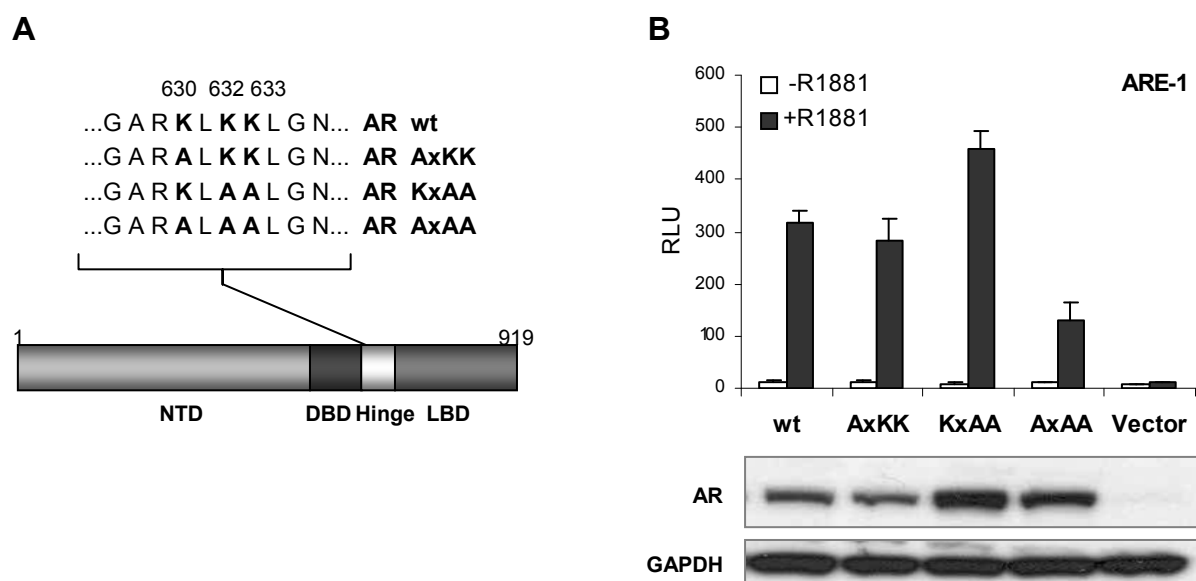 A
630 632 633
...G A R K L K K L G N... AR wt
...G A R A L K K L G N... AR AxKK
...G A R K L A A L G N... AR KxAA
...G A R A L A A L G N... AR AxAA
1 919
NTD DBD Hinge LBD
B
-R1881
+R1881
ARE-1
RLU
600
500
400
300
200
100
0
wt AxKK KxAA AxAA Vector
AR
GAPDH